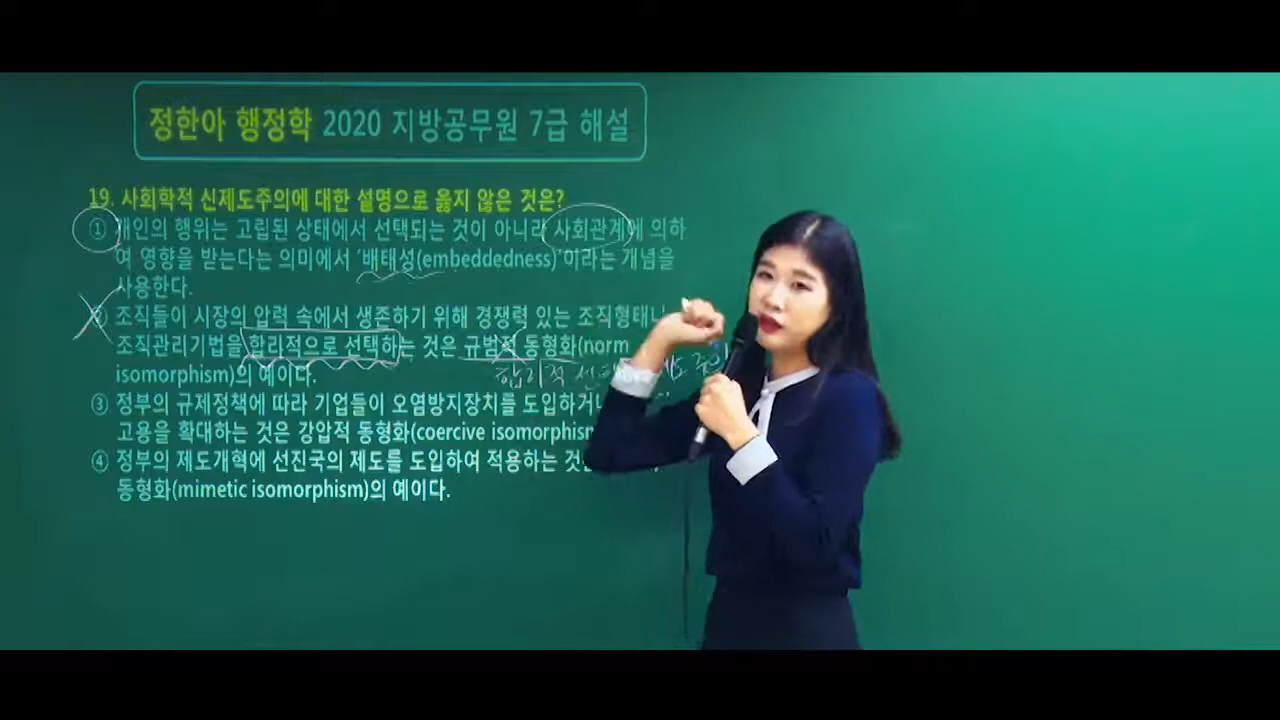 정한아 행정학 2020 지방공무원 7급 해설
19. 사회학적 신제도주의에 대한 설명으로 옳지 않은 것은?
① 개인의 행위는 고립된 상태에서 선택되는 것이 아니라 사회관계에 의하
여 영향을 받는다는 의미에서 '배태성(embeddedness)'이라는 개념을
사용한다.
② 조직들이 시장의 압력 속에서 생존하기 위해 경쟁력 있는 조직형태나
조직관리기법을 합리적으로 선택하는 것은 규범적 동형화(norm
isomorphism)의 예이다.
합리적
③ 정부의 규제정책에 따라 기업들이 오염방지장치를 도입하거나
고용을 확대하는 것은 강압적 동형화(coercive isomorphism
④ 정부의 제도개혁에 선진국의 제도를 도입하여 적용하는 것은
동형화(mimetic isomorphism)의 예이다.